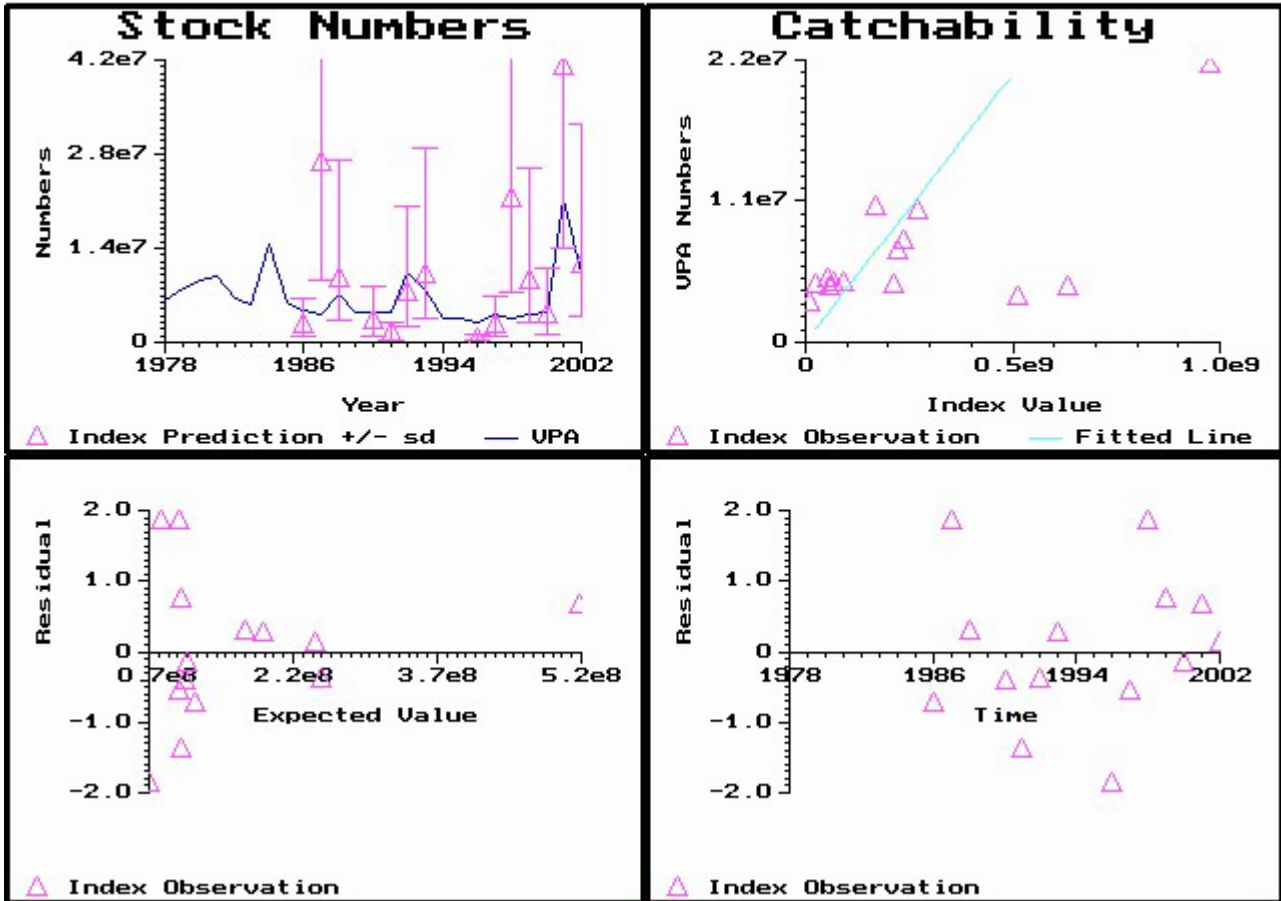 Stock Numbers
4.2e7
2.8e7
1.4e7
0
Numbers
1978 1986 1994 2002
Year
Index Prediction +/- sd VPA
Catchability
2.2e7
1.1e7
0
VPA Numbers
0 0.5e9 1.0e9
Index Value
Index Observation Fitted Line
2.0
1.0
0
-1.0
-2.0
Residual
0.7e8 2.2e8 3.7e8 5.2e8
Expected Value
Index Observation
2.0
1.0
0
-1.0
-2.0
Residual
1978 1986 1994 2002
Time
Index Observation